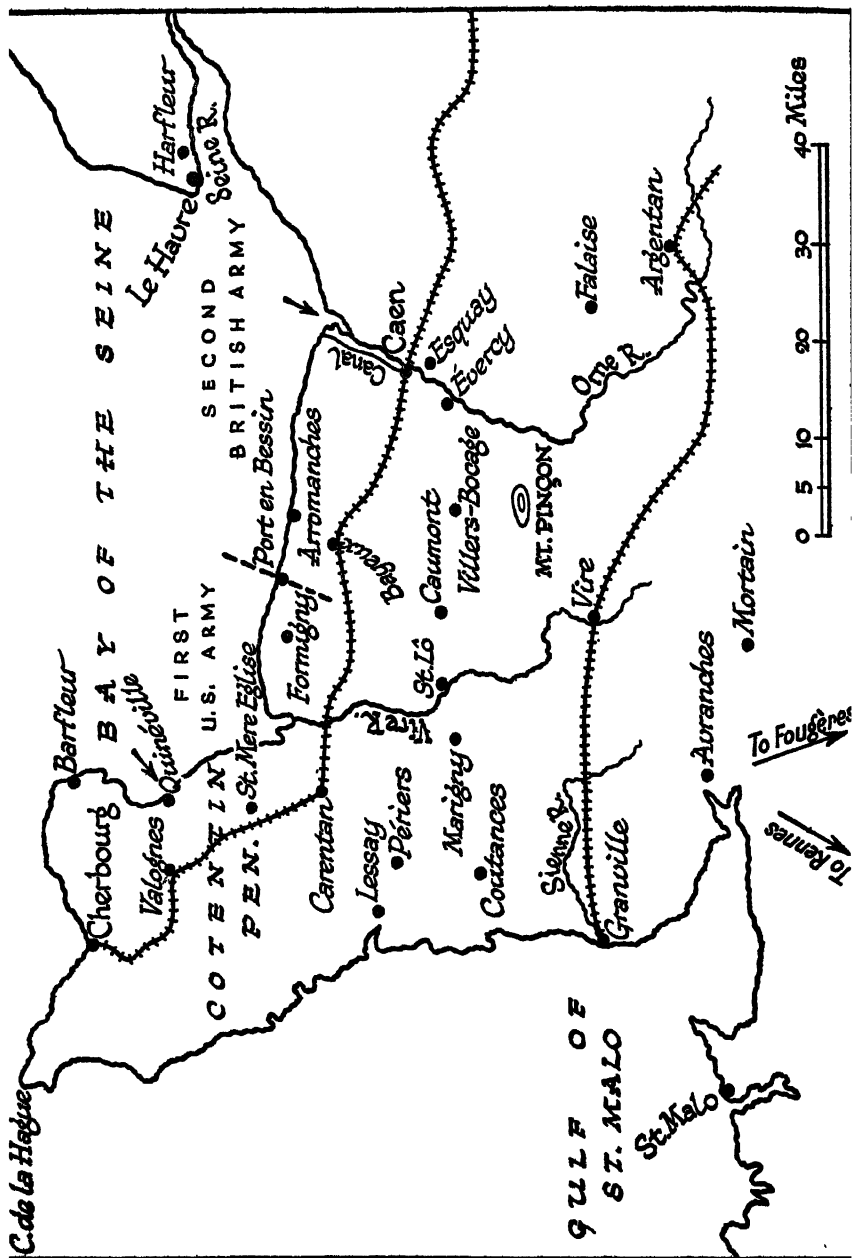 C. de la Hague
Cherbourg
Barfleur
BAY OF THE SEINE
Harfleur
Le Havre
Seine R.
Valognes
Quinéville
FIRST
U.S. ARMY
SECOND
BRITISH ARMY
COTENTIN
PEN.
St. Mere Eglise
Port en Bessin
Formigny
Arromanches
Carentan
Bayeux
Canal
Caen
Lessay
Périers
Vire R.
St. Lô
Caumont
Esquay
Évercy
Marigny
Villers-Bocage
Coutances
MT. PINÇON
Orne R.
Falaise
Sienne R.
Vire
Granville
Argentan
GULF OF
ST. MALO
Avranches
Mortain
St. Malo
To Rennes
To Fougères
0 5 10 20 30 40 Miles